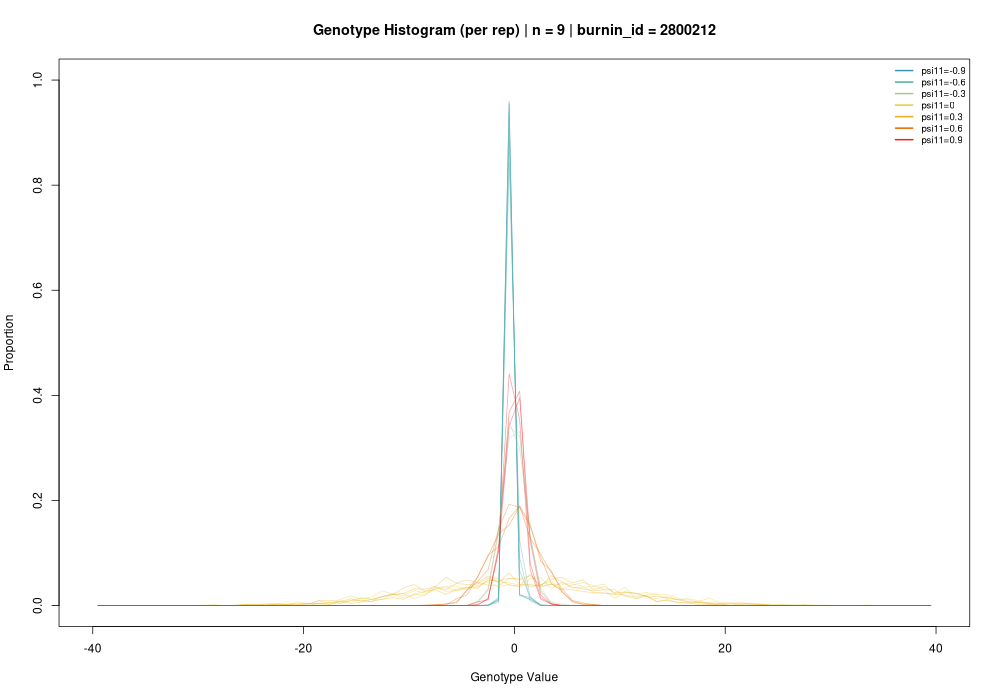 Genotype Histogram (per rep) | n = 9 | burnin_id = 2800212
psi11=-0.9
psi11=-0.6
psi11=-0.3
psi11=0
psi11=0.3
psi11=0.6
psi11=0.9
Proportion
1.0
0.8
0.6
0.4
0.2
0.0
-40
-20
0
20
40
Genotype Value